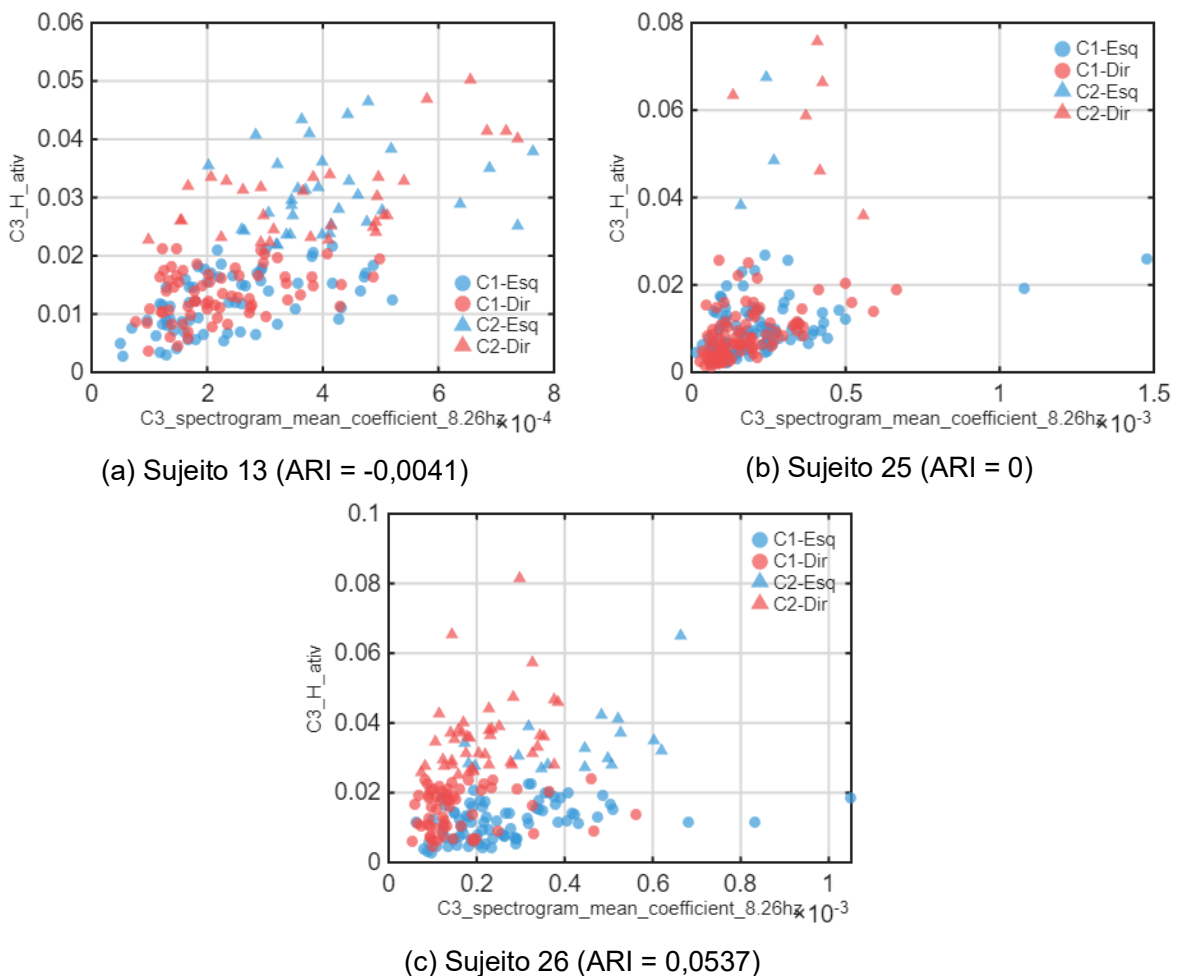 0.06
0.05
0.04
0.03
0.02
0.01
0
C3_H_ativ
C1-Esq
C1-Dir
C2-Esq
C2-Dir
0 2 4 6 8
C3_spectrogram_mean_coefficient_8.26hz ×10-4
(a) Sujeito 13 (ARI = -0,0041)
0.08
0.06
0.04
0.02
0
C3_H_ativ
C1-Esq
C1-Dir
C2-Esq
C2-Dir
0 0.5 1 1.5
C3_spectrogram_mean_coefficient_8.26hz ×10-3
(b) Sujeito 25 (ARI = 0)
0.1
0.08
0.06
0.04
0.02
0
C3_H_ativ
C1-Esq
C1-Dir
C2-Esq
C2-Dir
0 0.2 0.4 0.6 0.8 1
C3_spectrogram_mean_coefficient_8.26hz ×10-3
(c) Sujeito 26 (ARI = 0,0537)